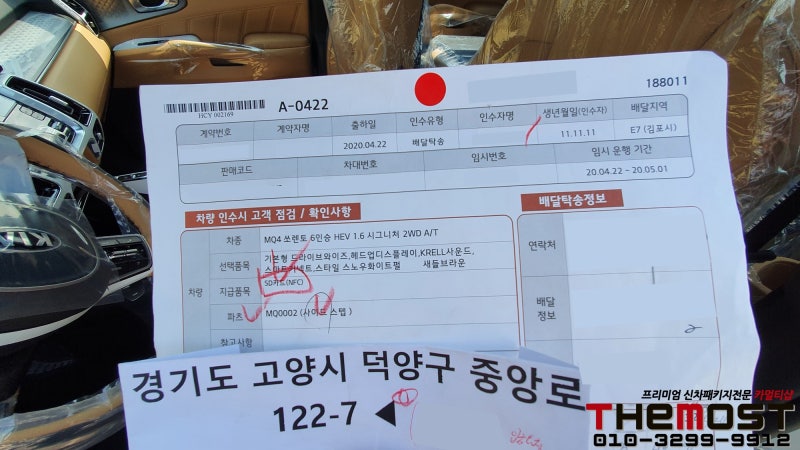 HCY 002169
A-0422
188011
계약번호 계약자명 출하일 인수유형 인수자명 생년월일(인수자) 배달지역
2020.04.22 배달탁송 11.11.11 E7 (김포시)
판매코드 차대번호 임시번호 임시 운행 기간
20.04.22 ~ 20.05.01
차량 인수시 고객 점검 / 확인사항
배달탁송정보
차량
차종 MQ4 쏘렌토 6인승 HEV 1.6 시그니처 2WD A/T
선택품목 기본형 드라이브와이즈,헤드업디스플레이,KRELL사운드,
스마트커넥트,스타일 스노우화이트펄 새들브라운
지급품목 SD카드(NFC)
파츠 MQ0002 (사이드 스텝 )
참고사항
연락처
배달
정보
경기도 고양시 덕양구 중앙로
122-7 ◀
KIA
프리미엄 신차패키지전문 카멀티샵
THEMOST
010-3299-9912